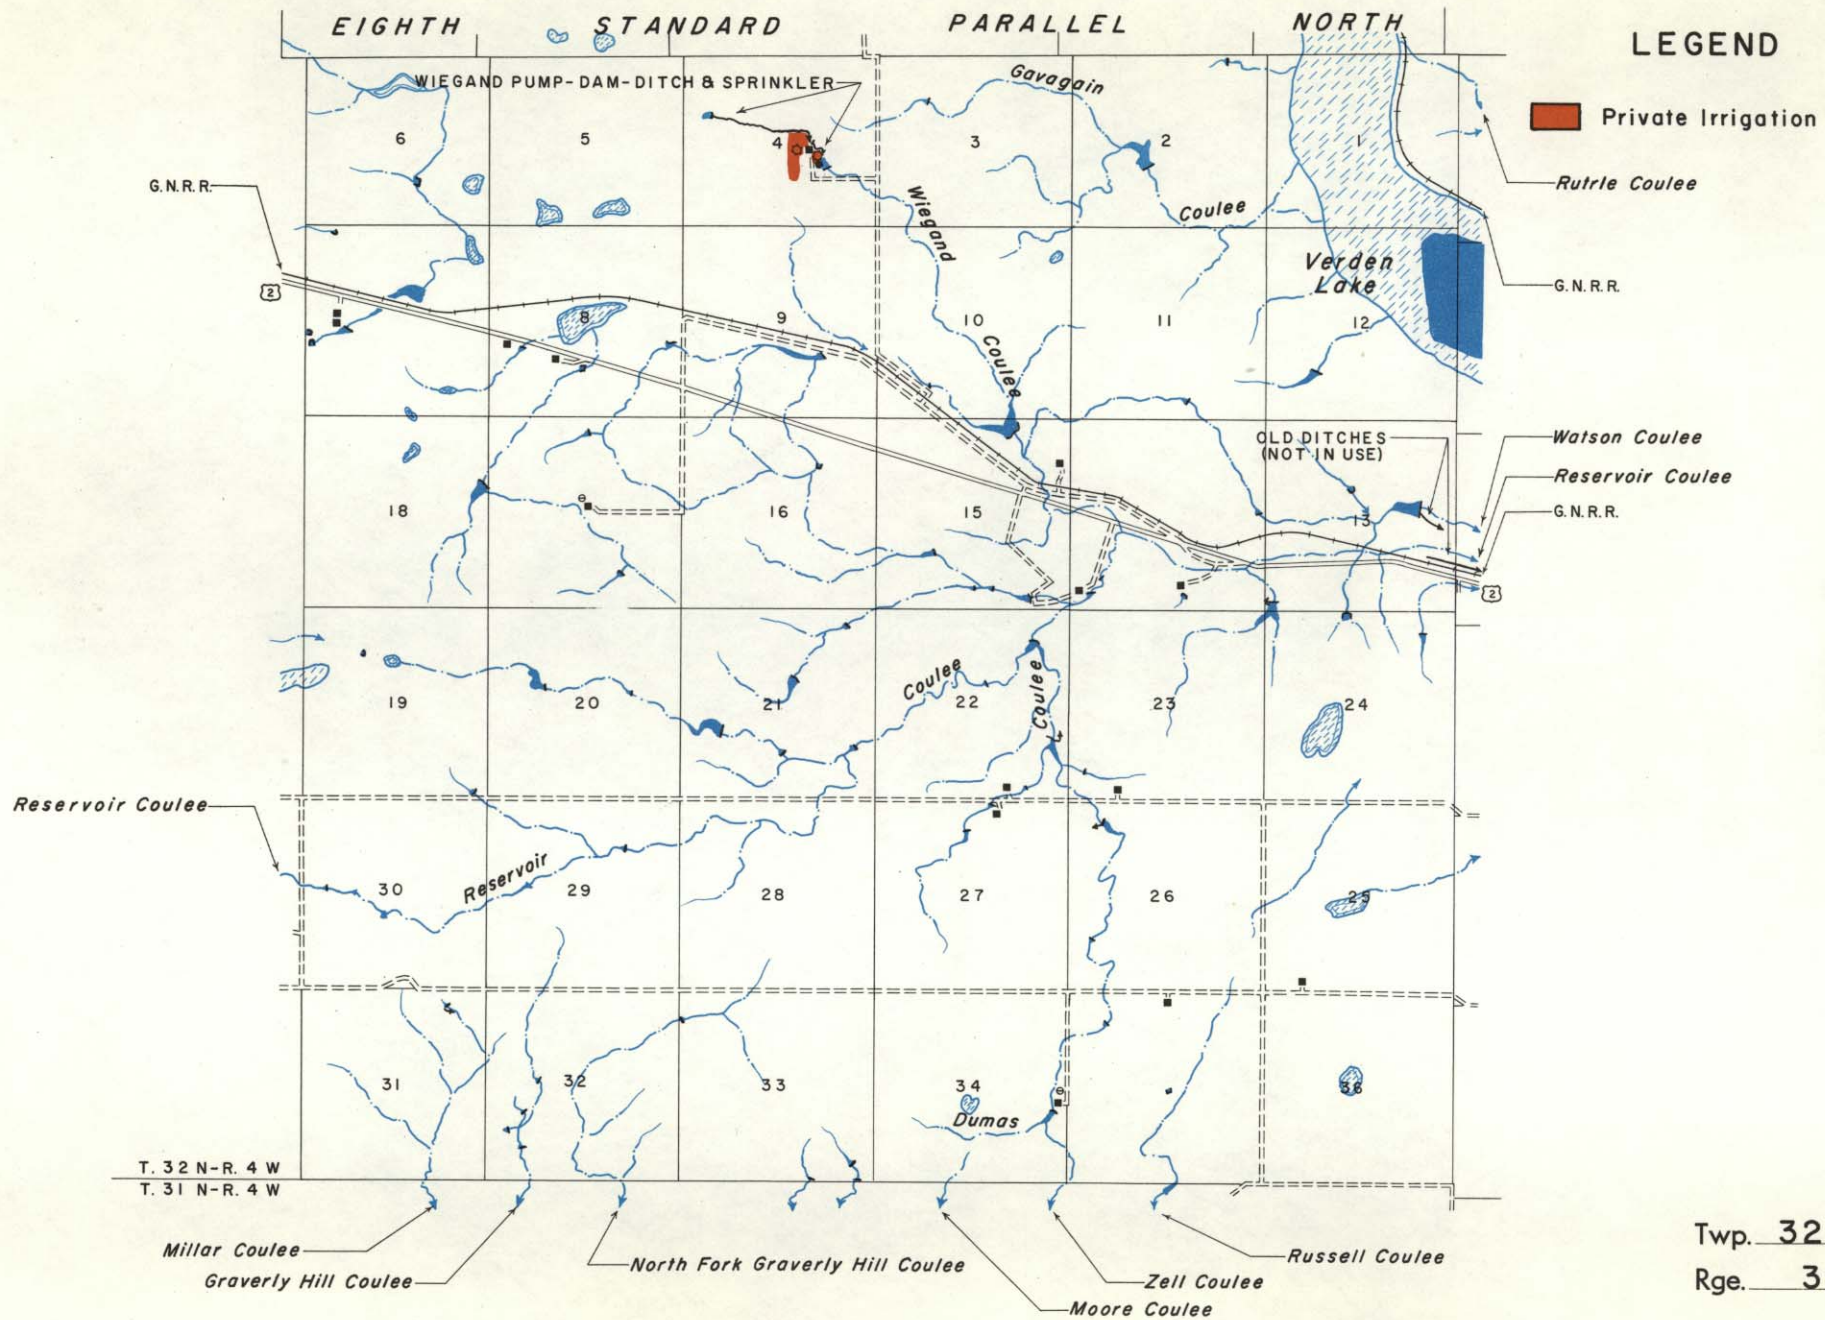 EIGHTH STANDARD PARALLEL NORTH
LEGEND
Private Irrigation
WIEGAND PUMP-DAM-DITCH & SPRINKLER
Gavagain
6
5
4
3
2
1
G.N.R.R.
Rutrle Coulee
Wiegand
Coulee
Verden
Lake
2
G.N.R.R.
8
9
10
11
12
Coulee
OLD DITCHES
(NOT IN USE)
Watson Coulee
Reservoir Coulee
G.N.R.R.
18
16
15
13
2
19
20
21
Coulee
22
Coulee
23
24
Reservoir Coulee
30
Reservoir
29
28
27
26
25
31
32
33
34
36
Dumas
T. 32 N-R. 4 W
T. 31 N-R. 4 W
Millar Coulee
Graverly Hill Coulee
North Fork Graverly Hill Coulee
Russell Coulee
Zell Coulee
Moore Coulee
Twp. 32
Rge. 3